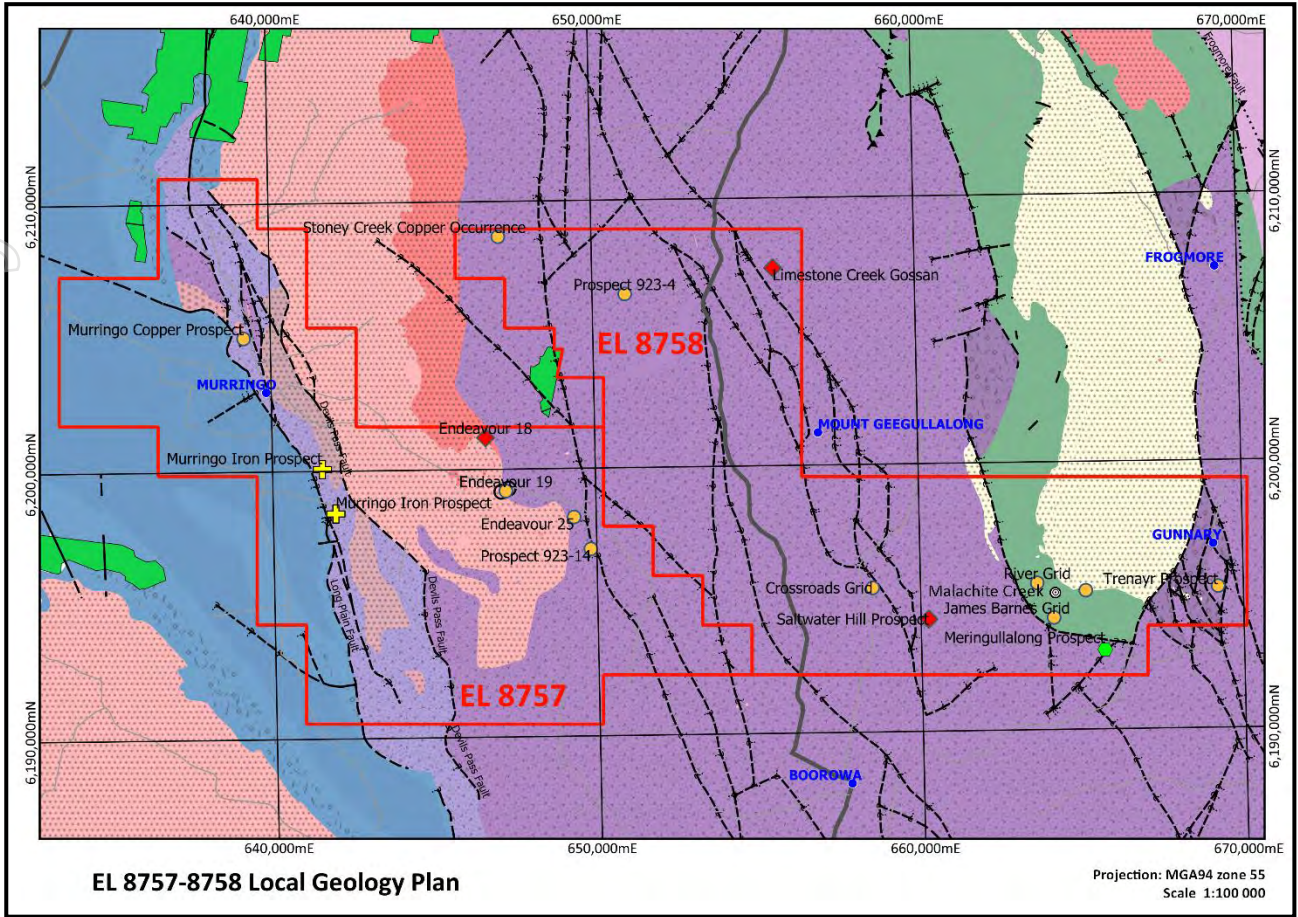 640,000mE
650,000mE
660,000mE
670,000mE
Frogmore Fault
6,210,000mN
6,210,000mN
Stoney Creek Copper Occurrence
FROGMORE
Limestone Creek Gossan
Prospect 923-4
Murringo Copper Prospect
EL 8758
MURRINGO
Devils Pass Fault
MOUNT GEEGULLALONG
Endeavour 18
Murringo Iron Prospect
6,200,000mN
6,200,000mN
Endeavour 19
Murringo Iron Prospect
Endeavour 25
GUNNARY
Prospect 923-14
River Grid
Trenayr Prospect
Crossroads Grid
Malachite Creek
James Barnes Grid
Long Plain Fault
Devils Pass Fault
Saltwater Hill Prospect
Meringullalong Prospect
EL 8757
6,190,000mN
6,190,000mN
Devils Pass Fault
BOOROWA
640,000mE
650,000mE
660,000mE
670,000mE
EL 8757-8758 Local Geology Plan
Projection: MGA94 zone 55
Scale 1:100 000